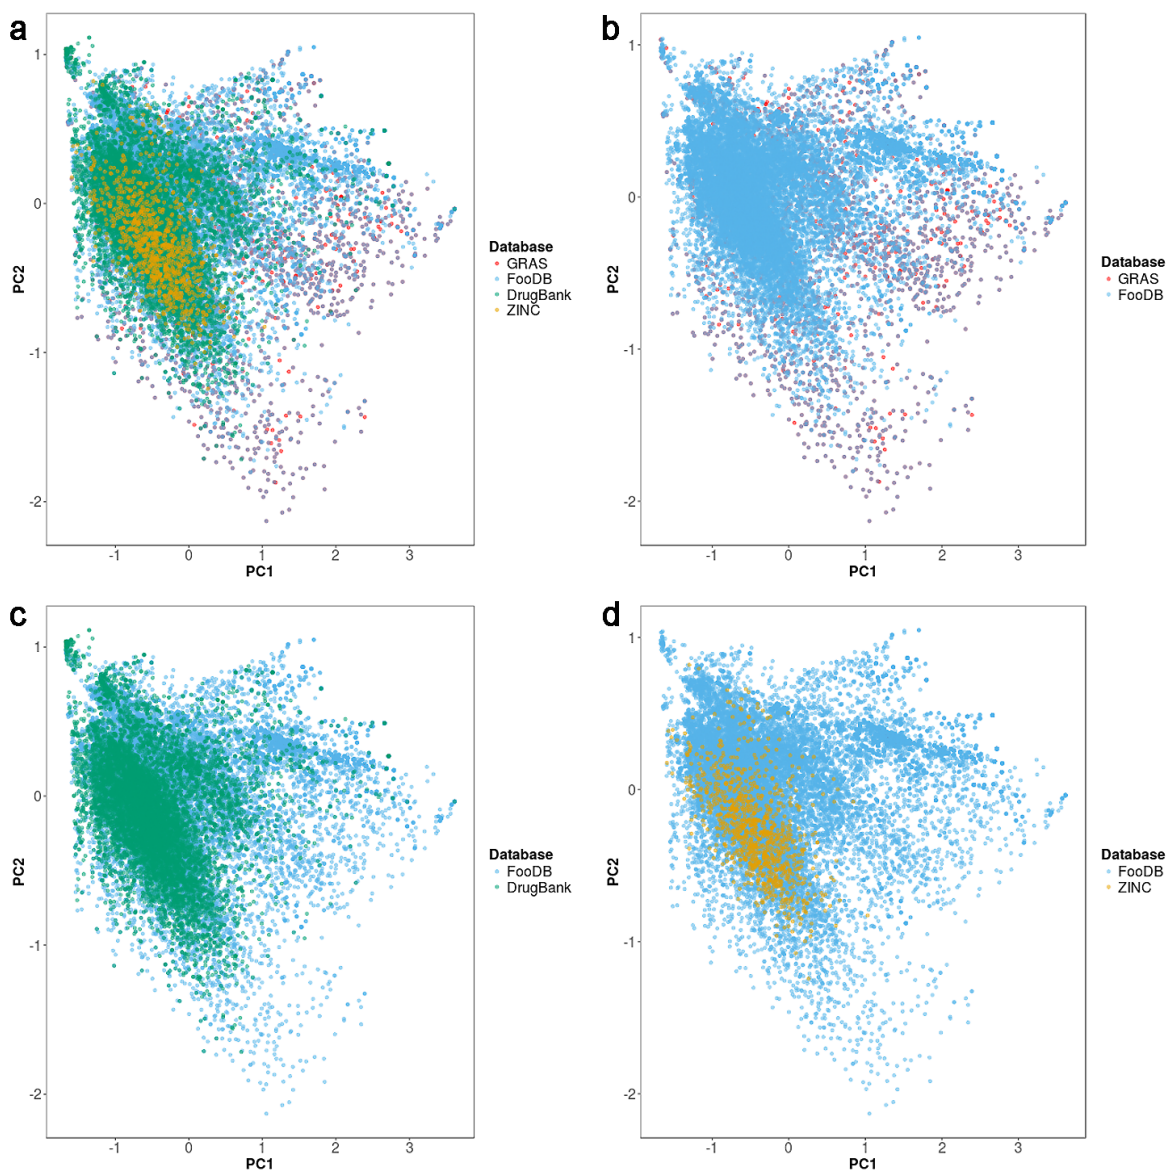 a
1
0
-1
-2
PC2
-1
0
1
2
3
PC1
Database
GRAS
FooDB
DrugBank
ZINC
b
1
0
-1
-2
PC2
-1
0
1
2
3
PC1
Database
GRAS
FooDB
c
1
0
-1
-2
PC2
-1
0
1
2
3
PC1
Database
FooDB
DrugBank
d
1
0
-1
-2
PC2
-1
0
1
2
3
PC1
Database
FooDB
ZINC